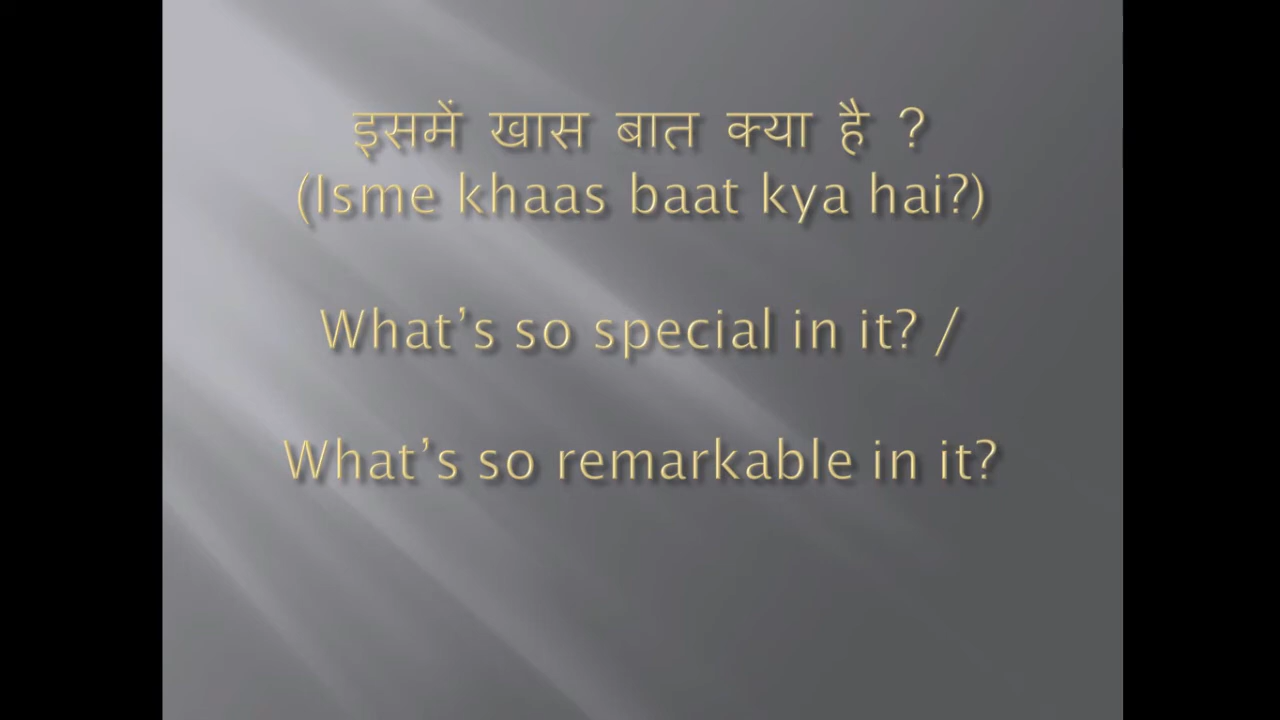 इसमें खास बात क्या है ?
(Isme khaas baat kya hai?)
What’s so special in it? /
What’s so remarkable in it?